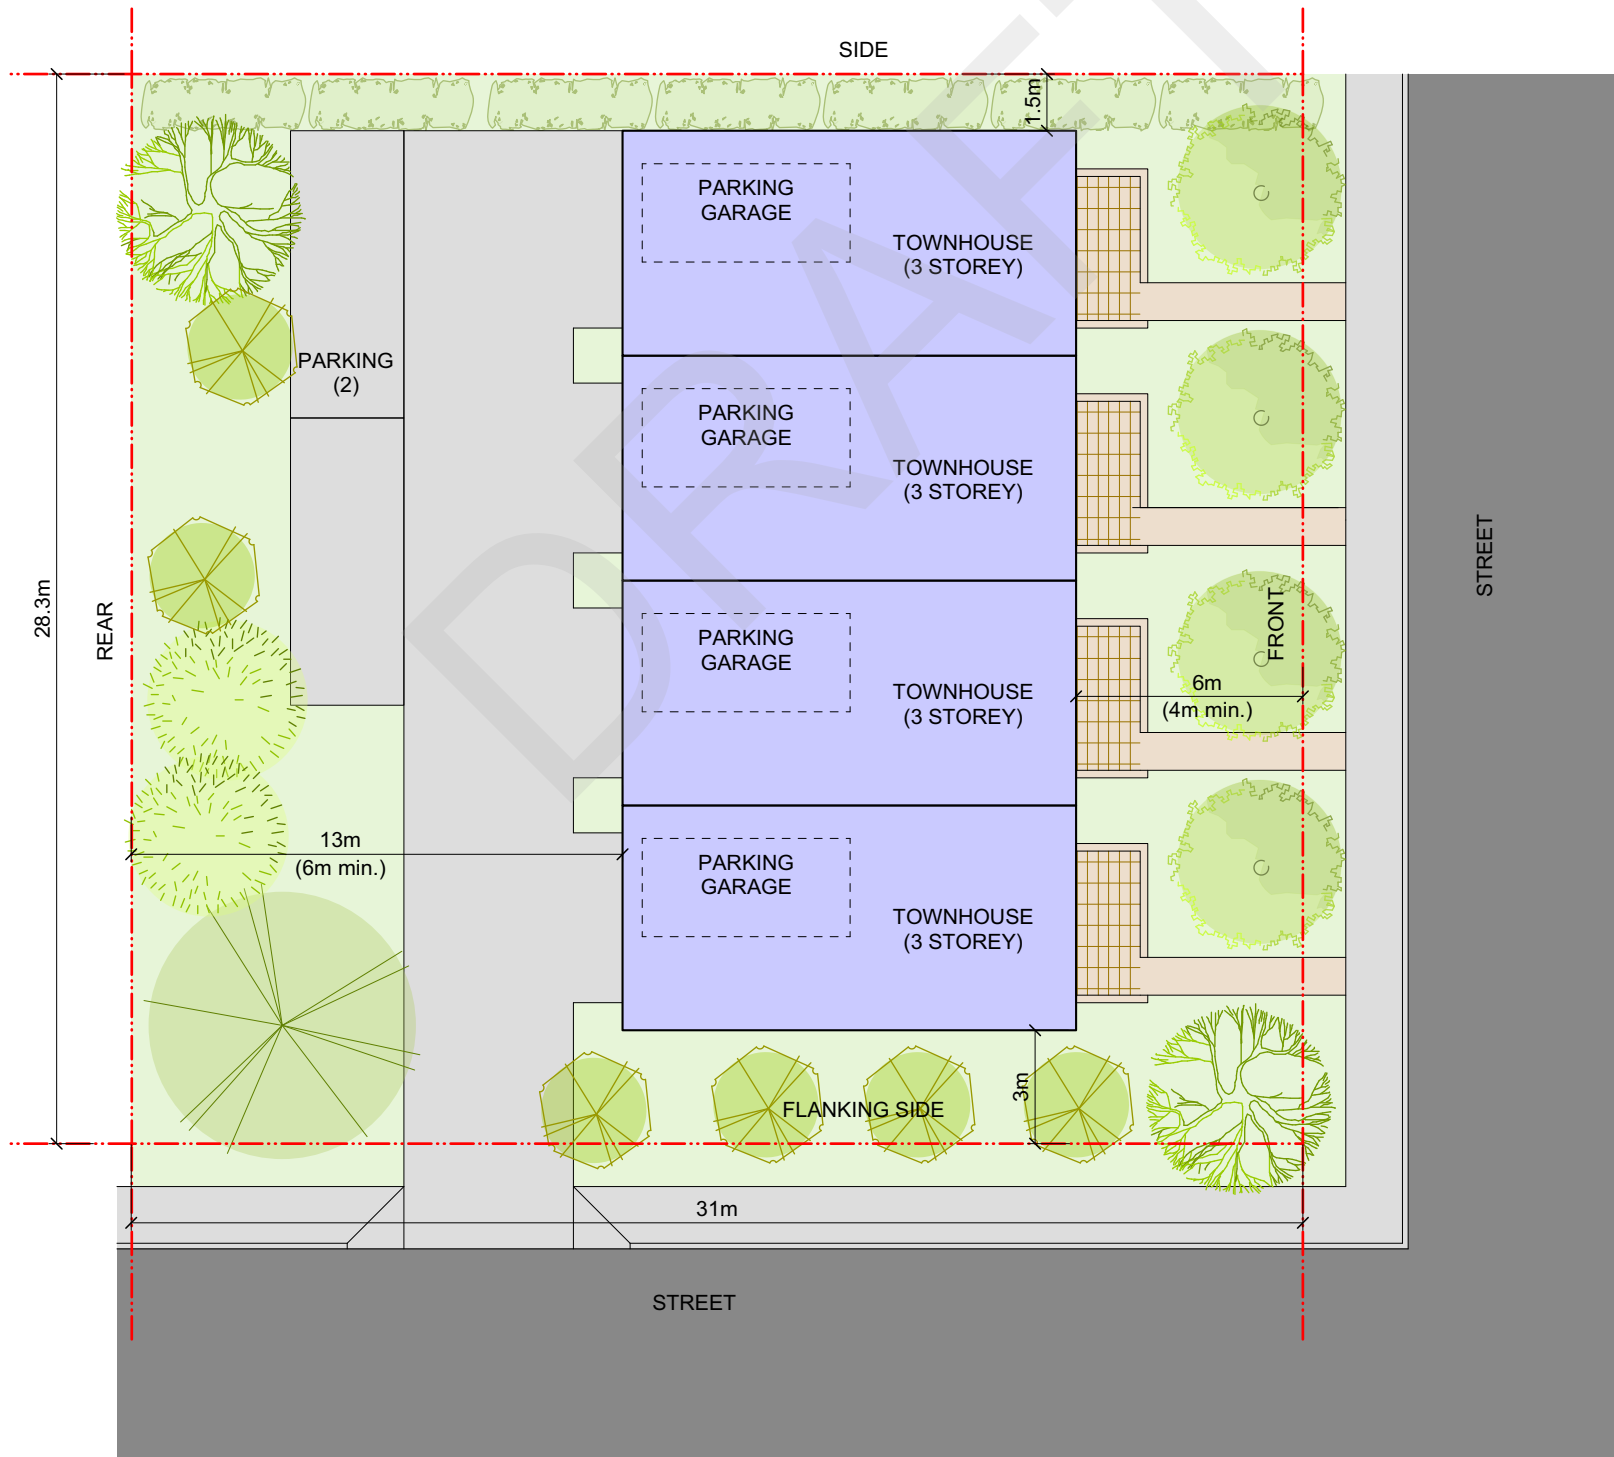 SIDE
1.5m
PARKING
GARAGE
TOWNHOUSE
(3 STOREY)
PARKING
(2)
PARKING
GARAGE
TOWNHOUSE
(3 STOREY)
STREET
28.3m
REAR
FRONT
PARKING
GARAGE
TOWNHOUSE
(3 STOREY)
6m
(4m min.)
13m
(6m min.)
PARKING
GARAGE
TOWNHOUSE
(3 STOREY)
3m
FLANKING SIDE
31m
STREET
DRAFT